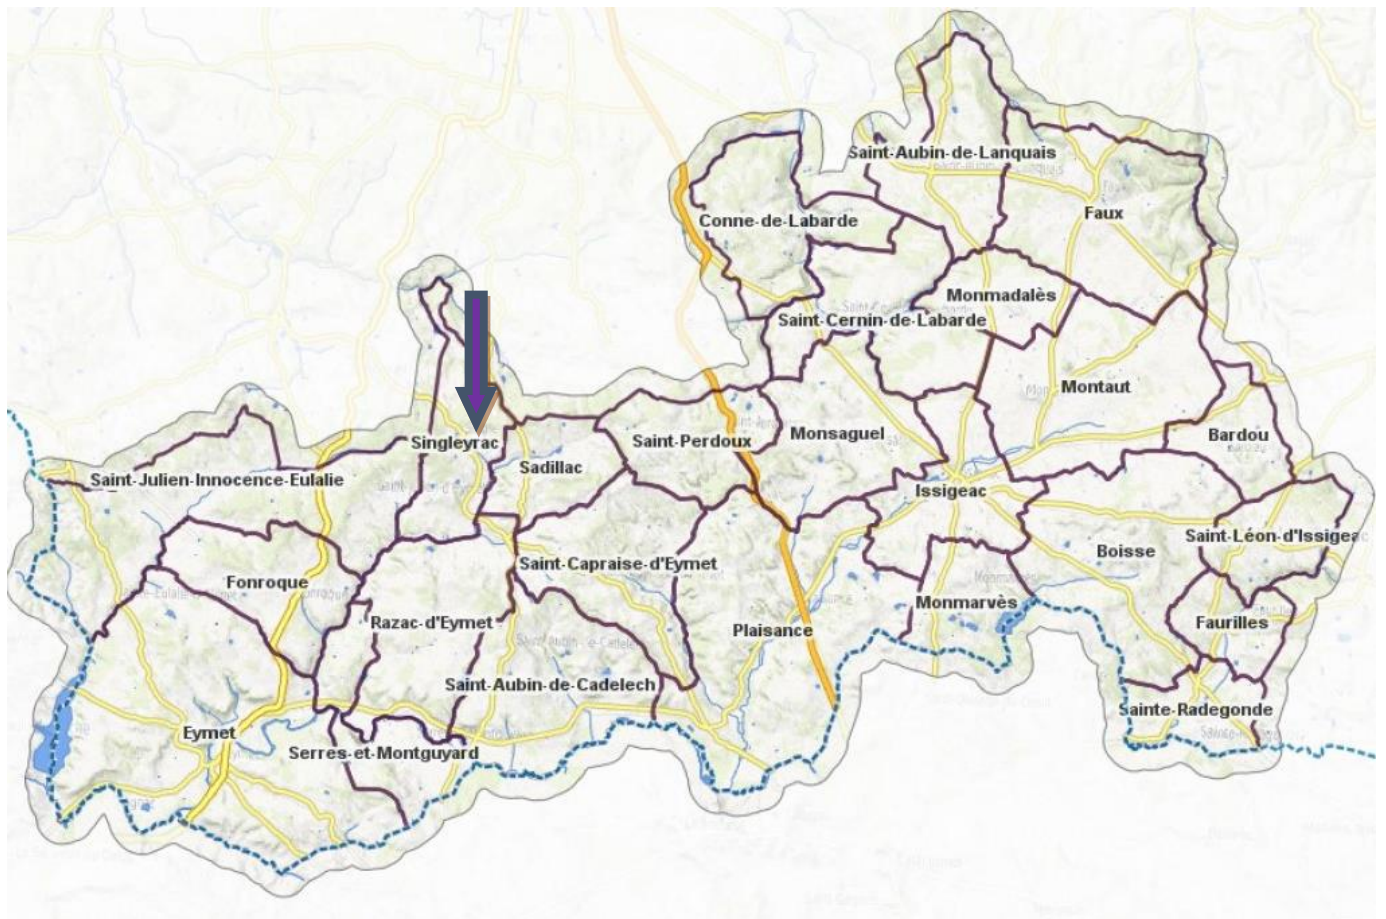 Saint-Aubin-de-Lanquais
Conne-de-Labarde
Faux
Monmadalès
Saint-Cernin-de-Labarde
Montaut
Monsaguel
Bardou
Singleyrac
Saint-Perdoux
Sadillac
Saint-Julien-Innocence-Eulalie
Issigeac
Saint-Léon-d'Issigeac
Boisse
Saint-Capraise-d'Eymet
Fonroque
Monmarvès
Razac-d'Eymet
Faurilles
Plaisance
Saint-Aubin-de-Cadelech
Sainte-Radegonde
Eymet
Serres-et-Montguyard